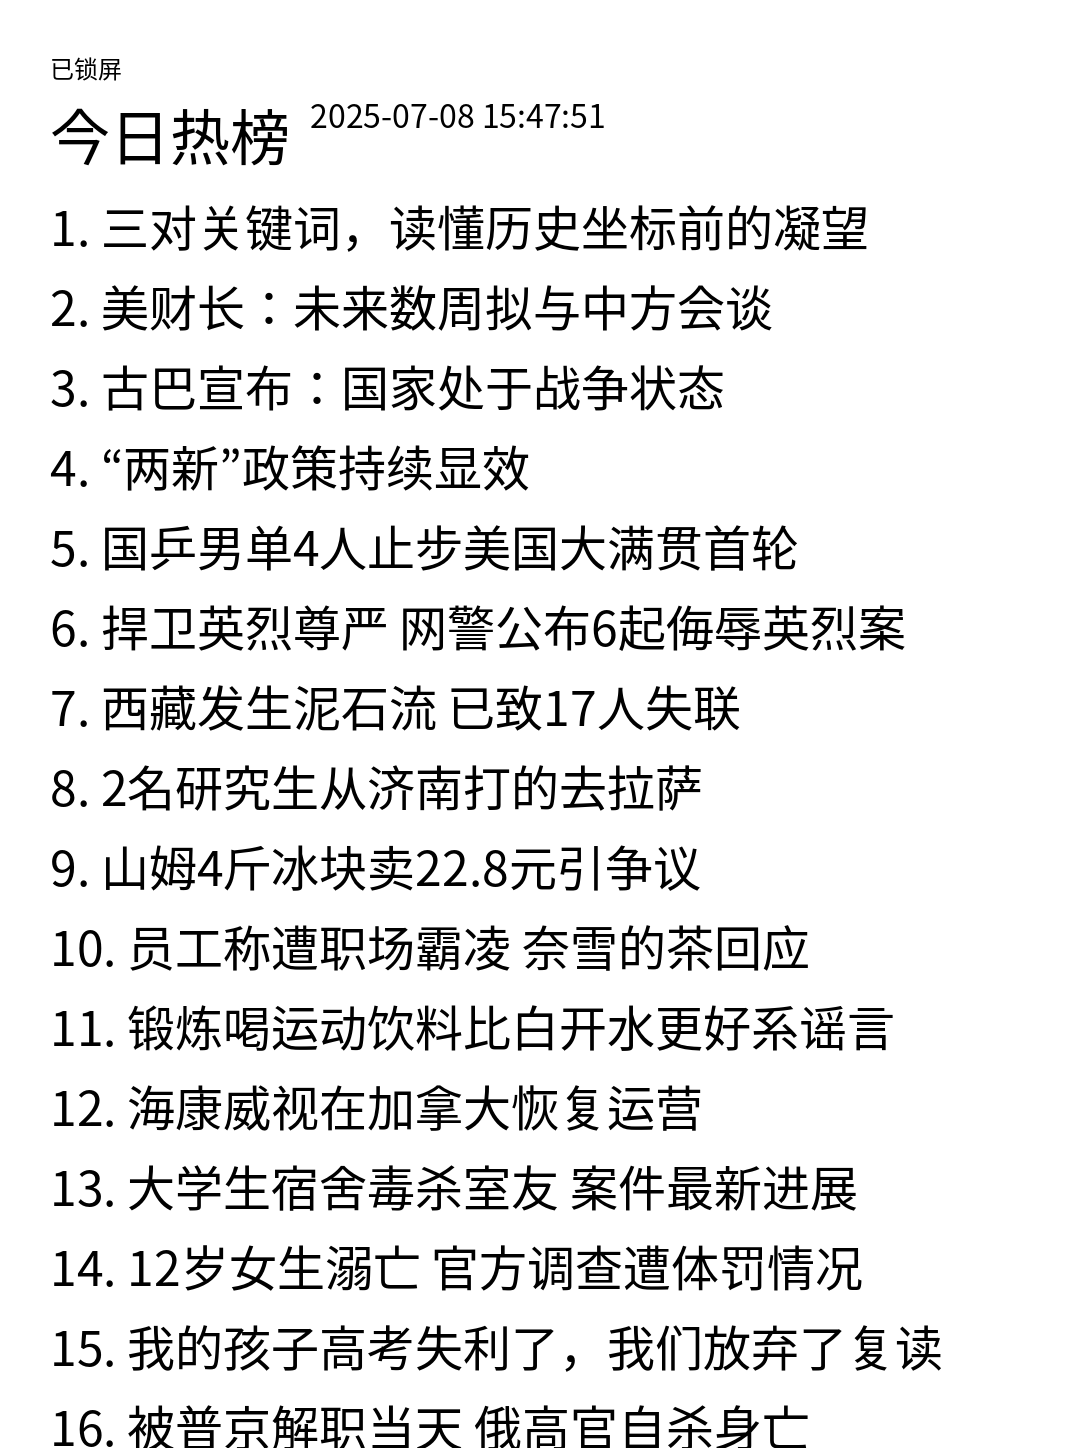 已锁屏
今日热榜 2025-07-08 15:47:51
1. 三对关键词，读懂历史坐标前的凝望
2. 美财长：未来数周拟与中方会谈
3. 古巴宣布：国家处于战争状态
4. “两新”政策持续显效
5. 国乒男单4人止步美国大满贯首轮
6. 捍卫英烈尊严 网警公布6起侮辱英烈案
7. 西藏发生泥石流 已致17人失联
8. 2名研究生从济南打的去拉萨
9. 山姆4斤冰块卖22.8元引争议
10. 员工称遭职场霸凌 奈雪的茶回应
11. 锻炼喝运动饮料比白开水更好系谣言
12. 海康威视在加拿大恢复运营
13. 大学生宿舍毒杀室友 案件最新进展
14. 12岁女生溺亡 官方调查遭体罚情况
15. 我的孩子高考失利了，我们放弃了复读
16. 被普京解职当天 俄高官自杀身亡